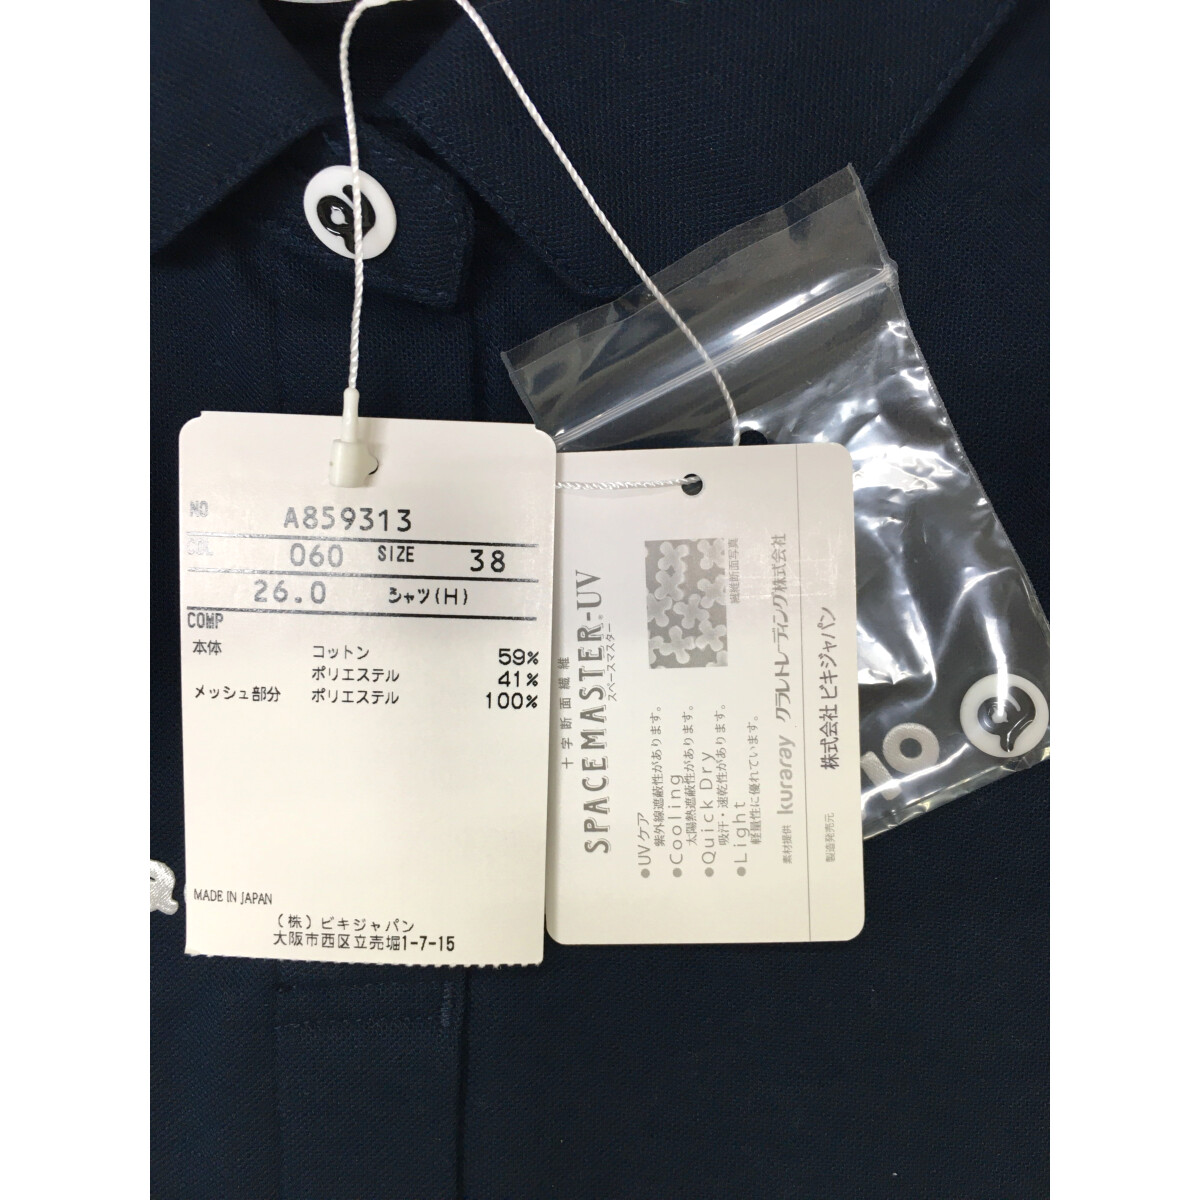 NO A859313
COL 060 SIZE 38
26.0 シャツ(H)
COMP
本体 コットン 59%
ポリエステル 41%
メッシュ部分 ポリエステル 100%
MADE IN JAPAN
(株)ビキジャパン
大阪市西区立売堀1-7-15
十字断面繊維
SPACEMASTER-UV
スペースマスター
繊維断面写真
●UVケア
紫外線遮蔽性があります。
●Cooling
太陽熱遮蔽性があります。
●Quick Dry
吸汗・速乾性があります。
●Light
軽量性に優れています。
素材提供 kuraray クラレトレーディング株式会社
製造発売元 株式会社ビキジャパン